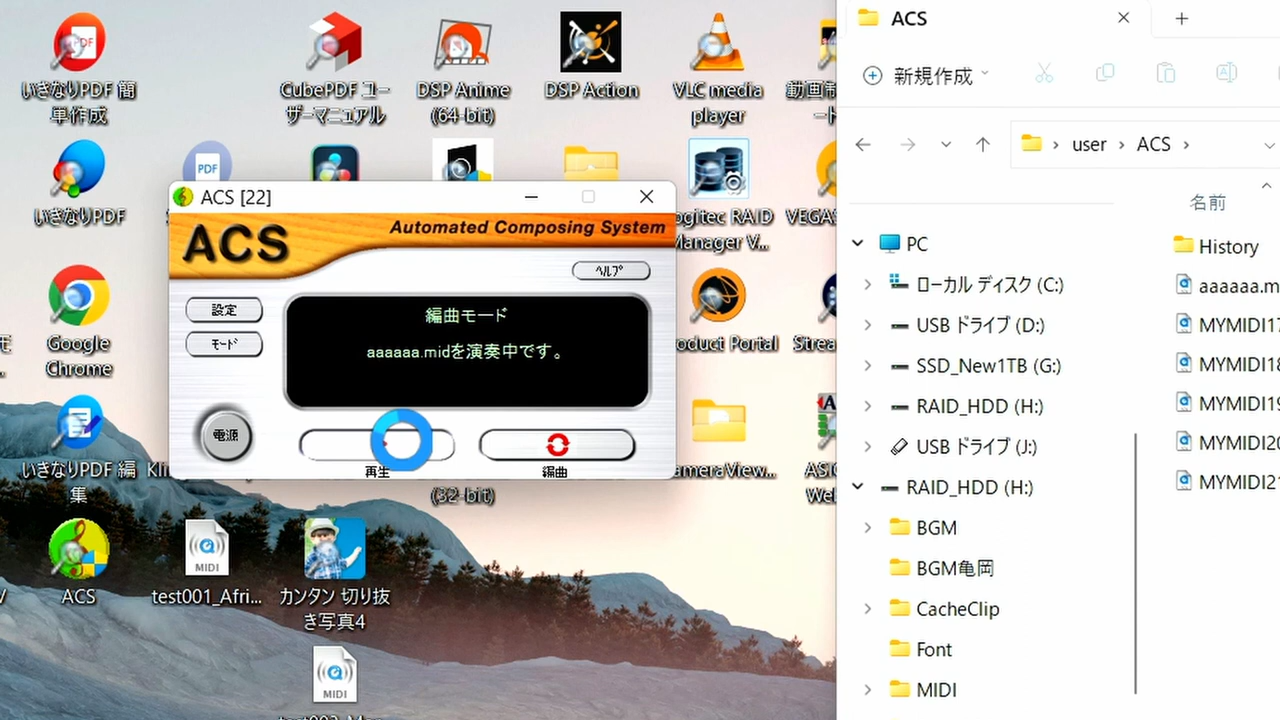 いきなりPDF 簡
単作成
CubePDF ユー
ザーマニュアル
DSP Anime
(64-bit)
DSP Action
VLC media
player
いきなりPDF
PDF
ogitec RAID
Manager V...
VEGAS
ACS [22]
ACS
Automated Composing System
ヘルプ
設定
モード
編曲モード
aaaaaa.midを演奏中です。
電源
再生
編曲
Google
Chrome
oduct Portal
Strea
いきなりPDF 編
集
(32-bit)
ameraView...
ACS
MIDI
test001_Afri...
カンタン 切り抜
き写真4
MIDI
ACS
新規作成
user
ACS
名前
PC
ローカル ディスク (C:)
USB ドライブ (D:)
SSD_New1TB (G:)
RAID_HDD (H:)
USB ドライブ (J:)
RAID_HDD (H:)
BGM
BGM亀岡
CacheClip
Font
MIDI
History
aaaaaa.m
MYMIDI17
MYMIDI18
MYMIDI19
MYMIDI20
MYMIDI21